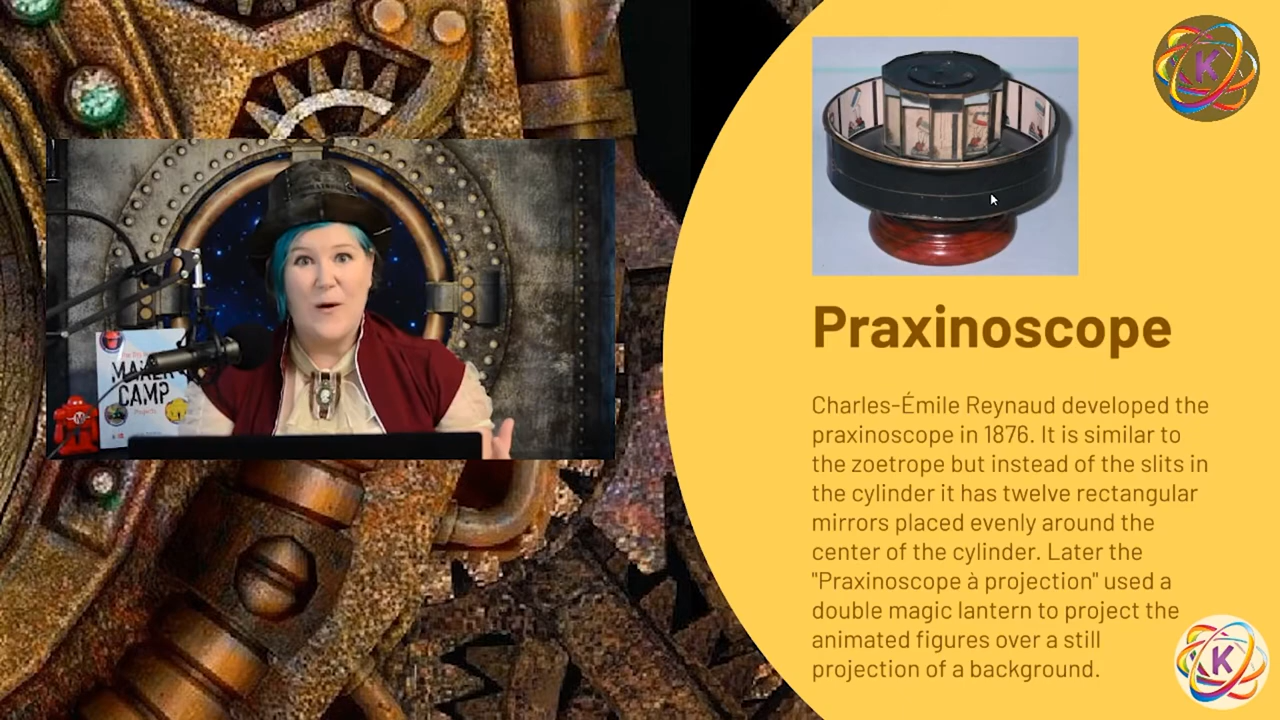 MAKER
CAMP
Projects
K
Praxinoscope
Charles-Émile Reynaud developed the
praxinoscope in 1876. It is similar to
the zoetrope but instead of the slits in
the cylinder it has twelve rectangular
mirrors placed evenly around the
center of the cylinder. Later the
"Praxinoscope à projection" used a
double magic lantern to project the
animated figures over a still
projection of a background.
K